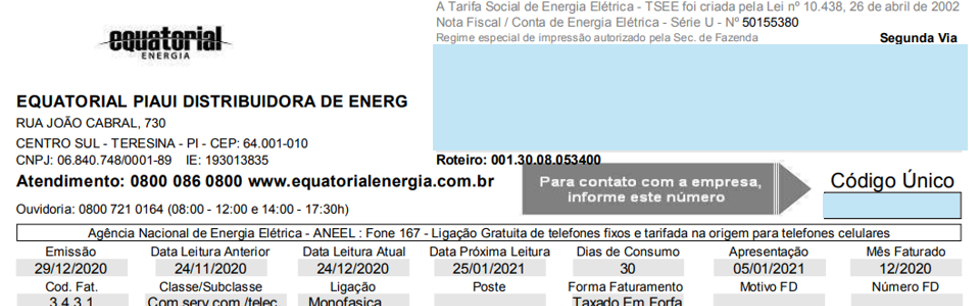 A Tarifa Social de Energia Elétrica - TSEE foi criada pela Lei nº 10.438, 26 de abril de 2002
Nota Fiscal / Conta de Energia Elétrica - Série U - Nº 50155380
Regime especial de impressão autorizado pela Sec. de Fazenda Segunda Via
equatorial
ENERGIA
EQUATORIAL PIAUI DISTRIBUIDORA DE ENERG
RUA JOÃO CABRAL, 730
CENTRO SUL - TERESINA - PI - CEP: 64.001-010
CNPJ: 06.840.748/0001-89 IE: 193013835
Roteiro: 001.30.08.053400
Atendimento: 0800 086 0800 www.equatorialenergia.com.br
Para contato com a empresa,
informe este número
Código Único
Ouvidoria: 0800 721 0164 (08:00 - 12:00 e 14:00 - 17:30h)
Agência Nacional de Energia Elétrica - ANEEL : Fone 167 - Ligação Gratuita de telefones fixos e tarifada na origem para telefones celulares
Emissão Data Leitura Anterior Data Leitura Atual Data Próxima Leitura Dias de Consumo Apresentação Mês Faturado
29/12/2020 24/11/2020 24/12/2020 25/01/2021 30 05/01/2021 12/2020
Cod. Fat. Classe/Subclasse Ligação Poste Forma Faturamento Motivo FD Número FD
3.4.3.1 Com serv com /telec Monofasica Taxado Em Forfa